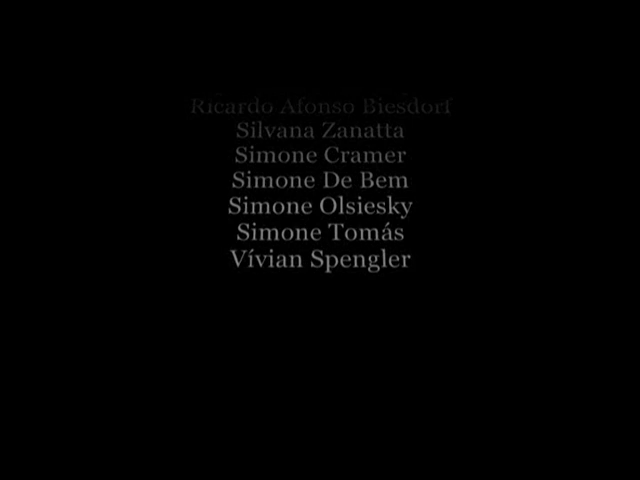 Ricardo Afonso Biesdorf
Silvana Zanatta
Simone Cramer
Simone De Bem
Simone Olsiesky
Simone Tomás
Vívian Spengler